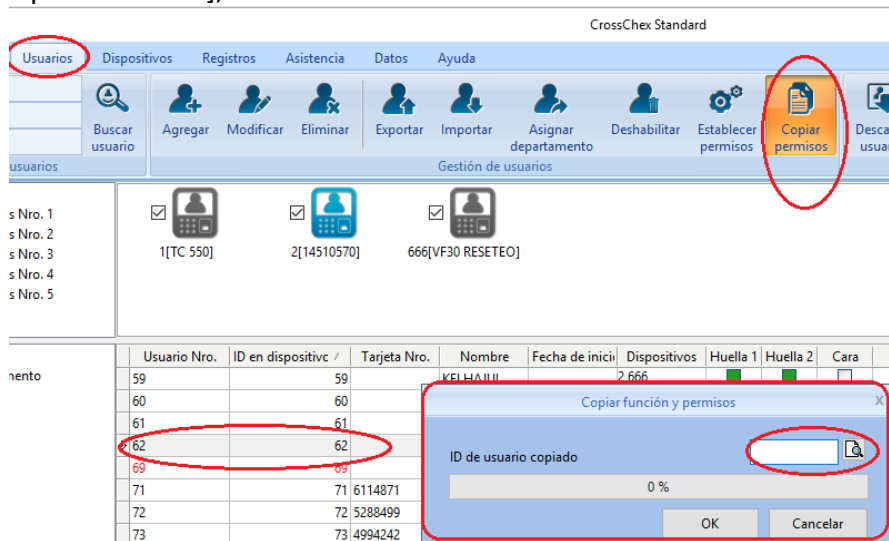 CrossChex Standard
Usuarios Dispositivos Registros Asistencia Datos Ayuda
Buscar usuario
Agregar
Modificar
Eliminar
Exportar
Importar
Asignar departamento
Deshabilitar
Establecer permisos
Copiar permisos
usuarios
Gestión de usuarios
s Nro. 1
s Nro. 2
s Nro. 3
s Nro. 4
s Nro. 5
1[TC 550]
2[14510570]
666[VF30 RESETEO]
Usuario Nro. ID en dispositivc Tarjeta Nro. Nombre Fecha de inicio Dispositivos Huella 1 Huella 2 Cara
59 59 2 666
60 60
61 61
62 62
69 69
71 71 6114871
72 72 5288499
73 73 4994242
Copiar función y permisos
X
ID de usuario copiado
0 %
OK
Cancelar